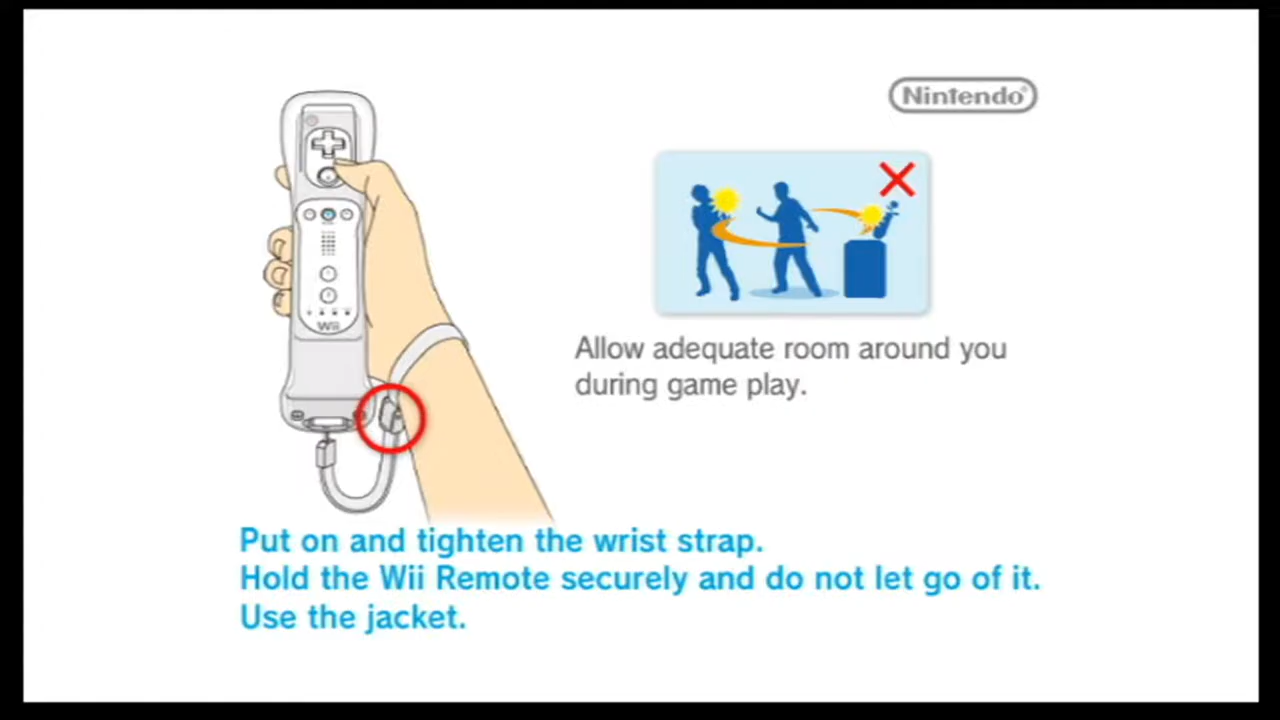 Nintendo®
Wii
Allow adequate room around you
during game play.
Put on and tighten the wrist strap.
Hold the Wii Remote securely and do not let go of it.
Use the jacket.